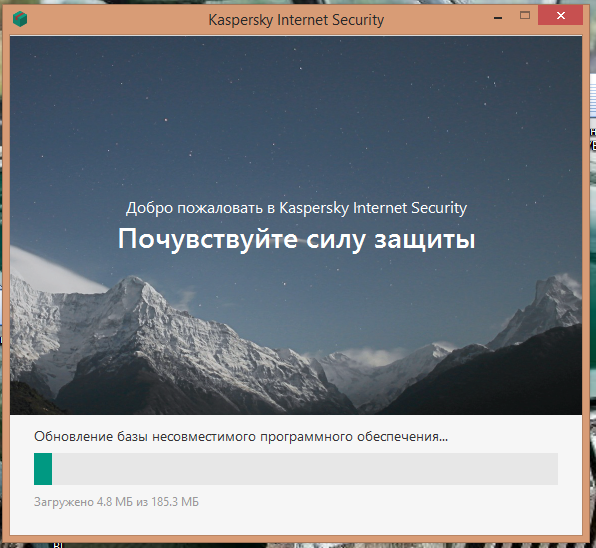 Kaspersky Internet Security
Добро пожаловать в Kaspersky Internet Security
Почувствуйте силу защиты
Обновление базы несовместимого программного обеспечения...
Загружено 4.8 МБ из 185.3 МБ